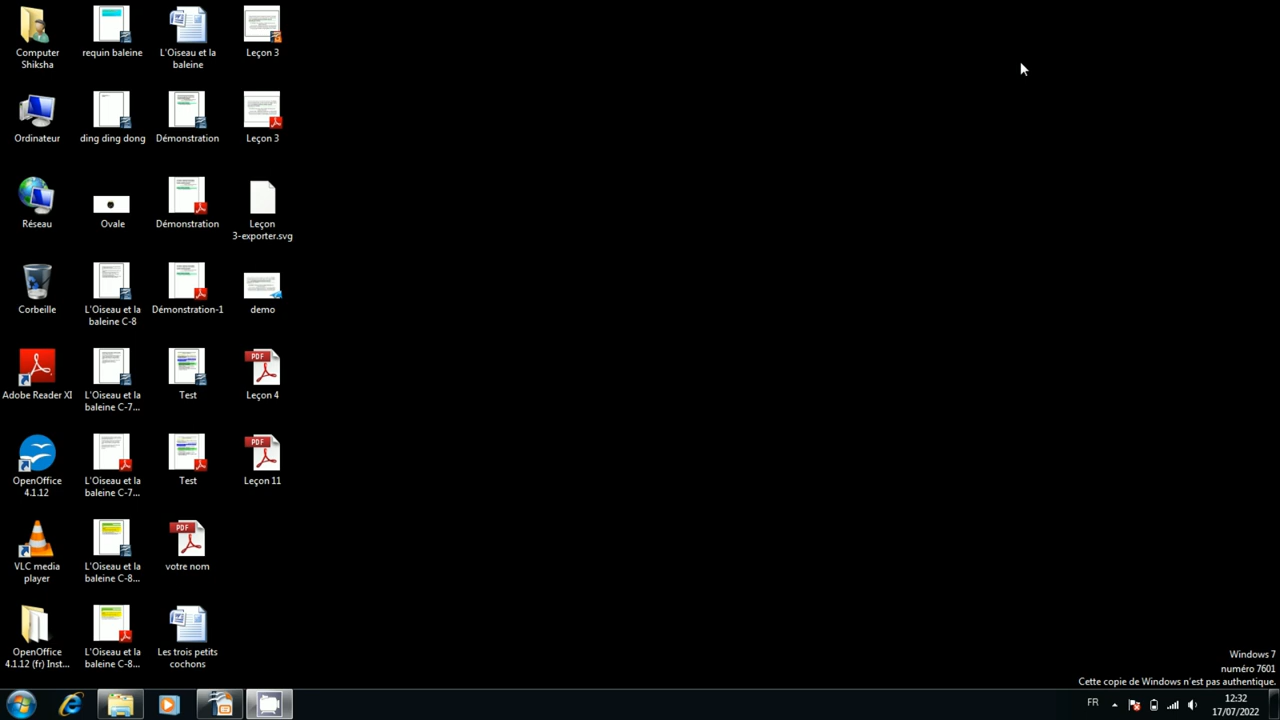 Computer
Shiksha
requin baleine
L'Oiseau et la
baleine
Leçon 3
Ordinateur
ding ding dong
Démonstration
Leçon 3
Réseau
Ovale
Démonstration
Leçon
3-exporter.svg
Corbeille
L'Oiseau et la
baleine C-8
Démonstration-1
demo
Adobe Reader XI
L'Oiseau et la
baleine C-7...
Test
PDF
Leçon 4
OpenOffice
4.1.12
L'Oiseau et la
baleine C-7...
Test
PDF
Leçon 11
VLC media
player
L'Oiseau et la
baleine C-8...
PDF
votre nom
OpenOffice
4.1.12 (fr) Inst...
L'Oiseau et la
baleine C-8...
Les trois petits
cochons
Windows 7
numéro 7601
Cette copie de Windows n'est pas authentique.
FR
12:32
17/07/2022